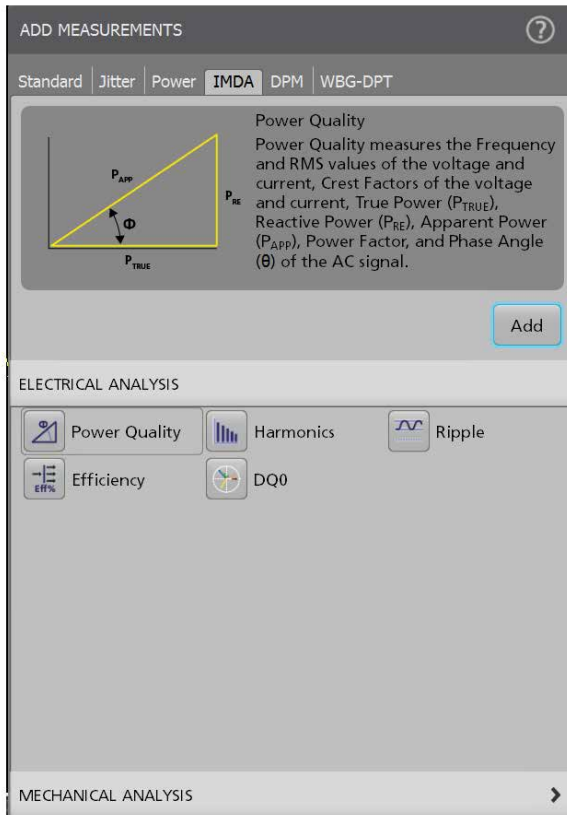 ADD MEASUREMENTS
?
Standard Jitter Power IMDA DPM WBG-DPT
Power Quality
Power Quality measures the Frequency
and RMS values of the voltage and
current, Crest Factors of the voltage
and current, True Power (PTRUE),
Reactive Power (PRE), Apparent Power
(PAPP), Power Factor, and Phase Angle
(θ) of the AC signal.
PAPP
PRE
Φ
PTRUE
Add
ELECTRICAL ANALYSIS
Φ Power Quality Harmonics Ripple
Eff% Efficiency DQ0
MECHANICAL ANALYSIS